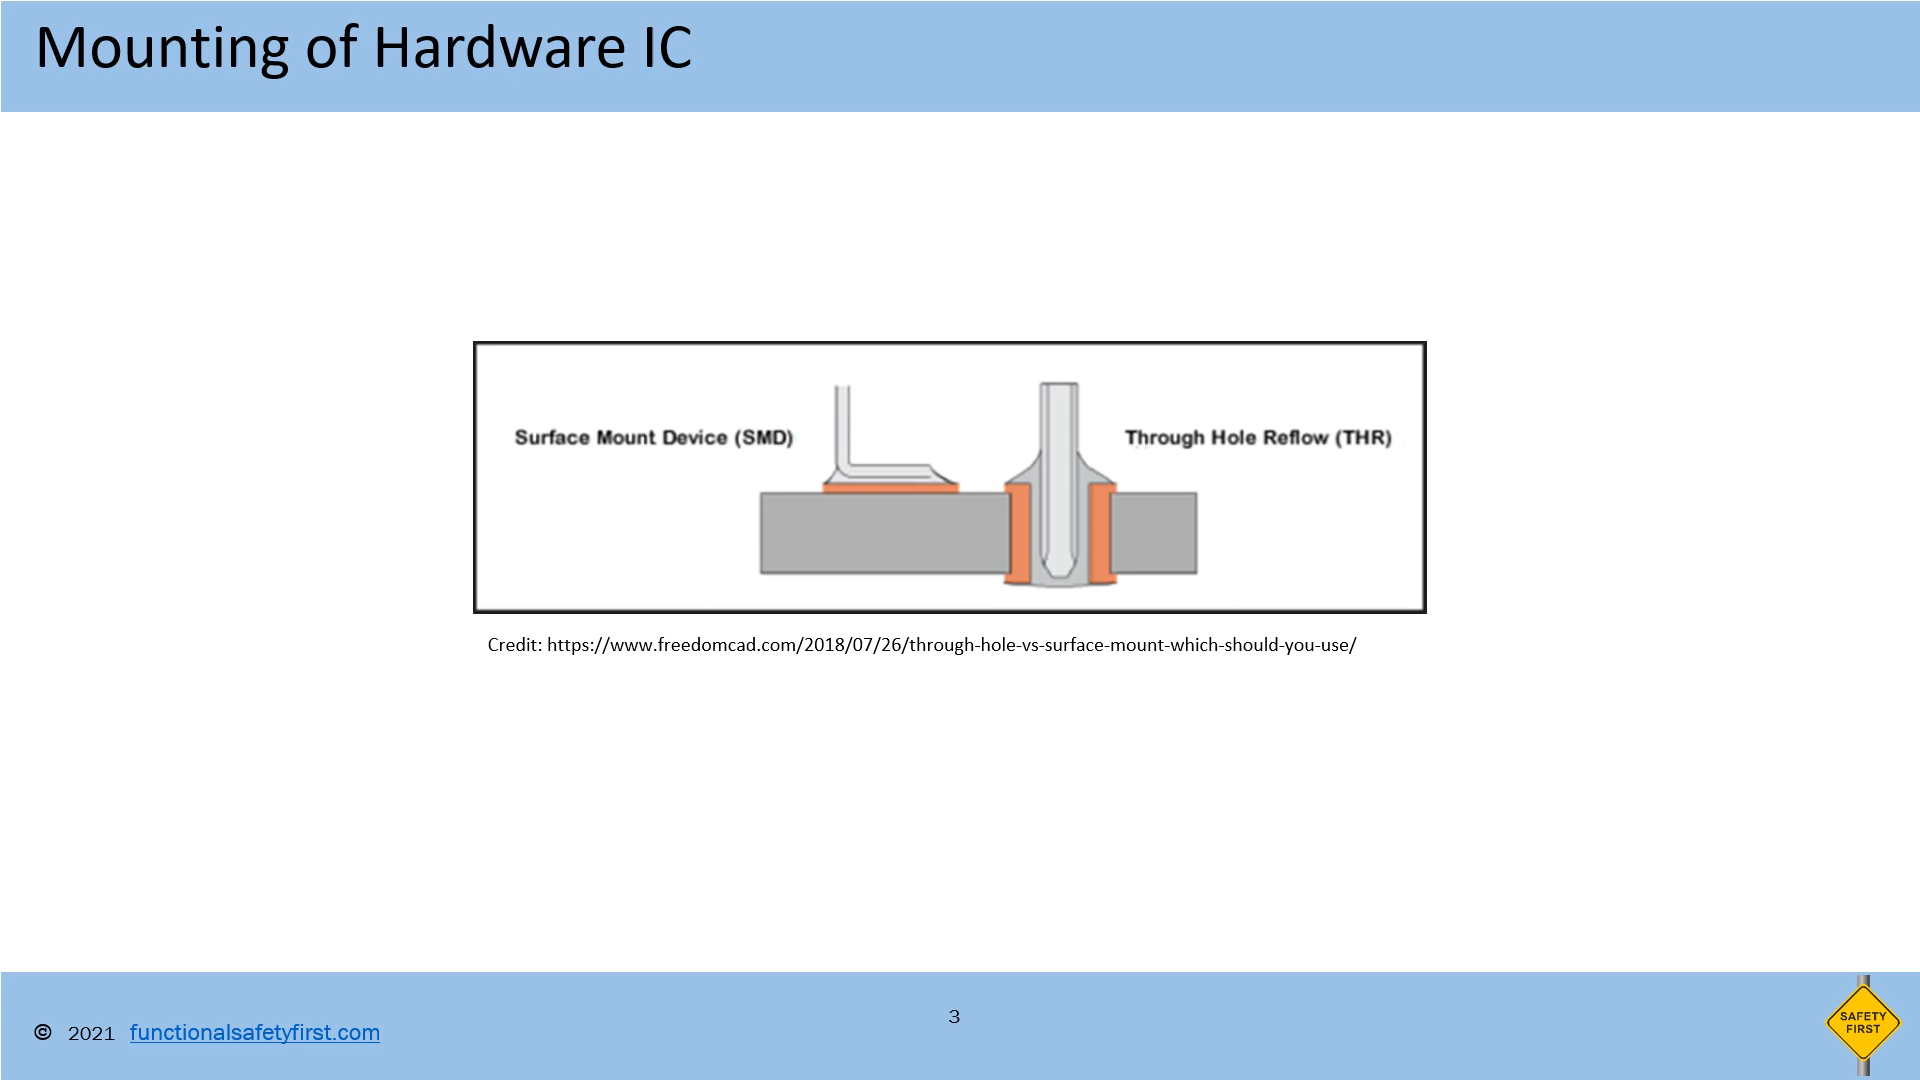 Mounting of Hardware IC
Surface Mount Device (SMD)
Through Hole Reflow (THR)
Credit: https://www.freedomcad.com/2018/07/26/through-hole-vs-surface-mount-which-should-you-use/
© 2021 functionalsafetyfirst.com
3
SAFETY
FIRST